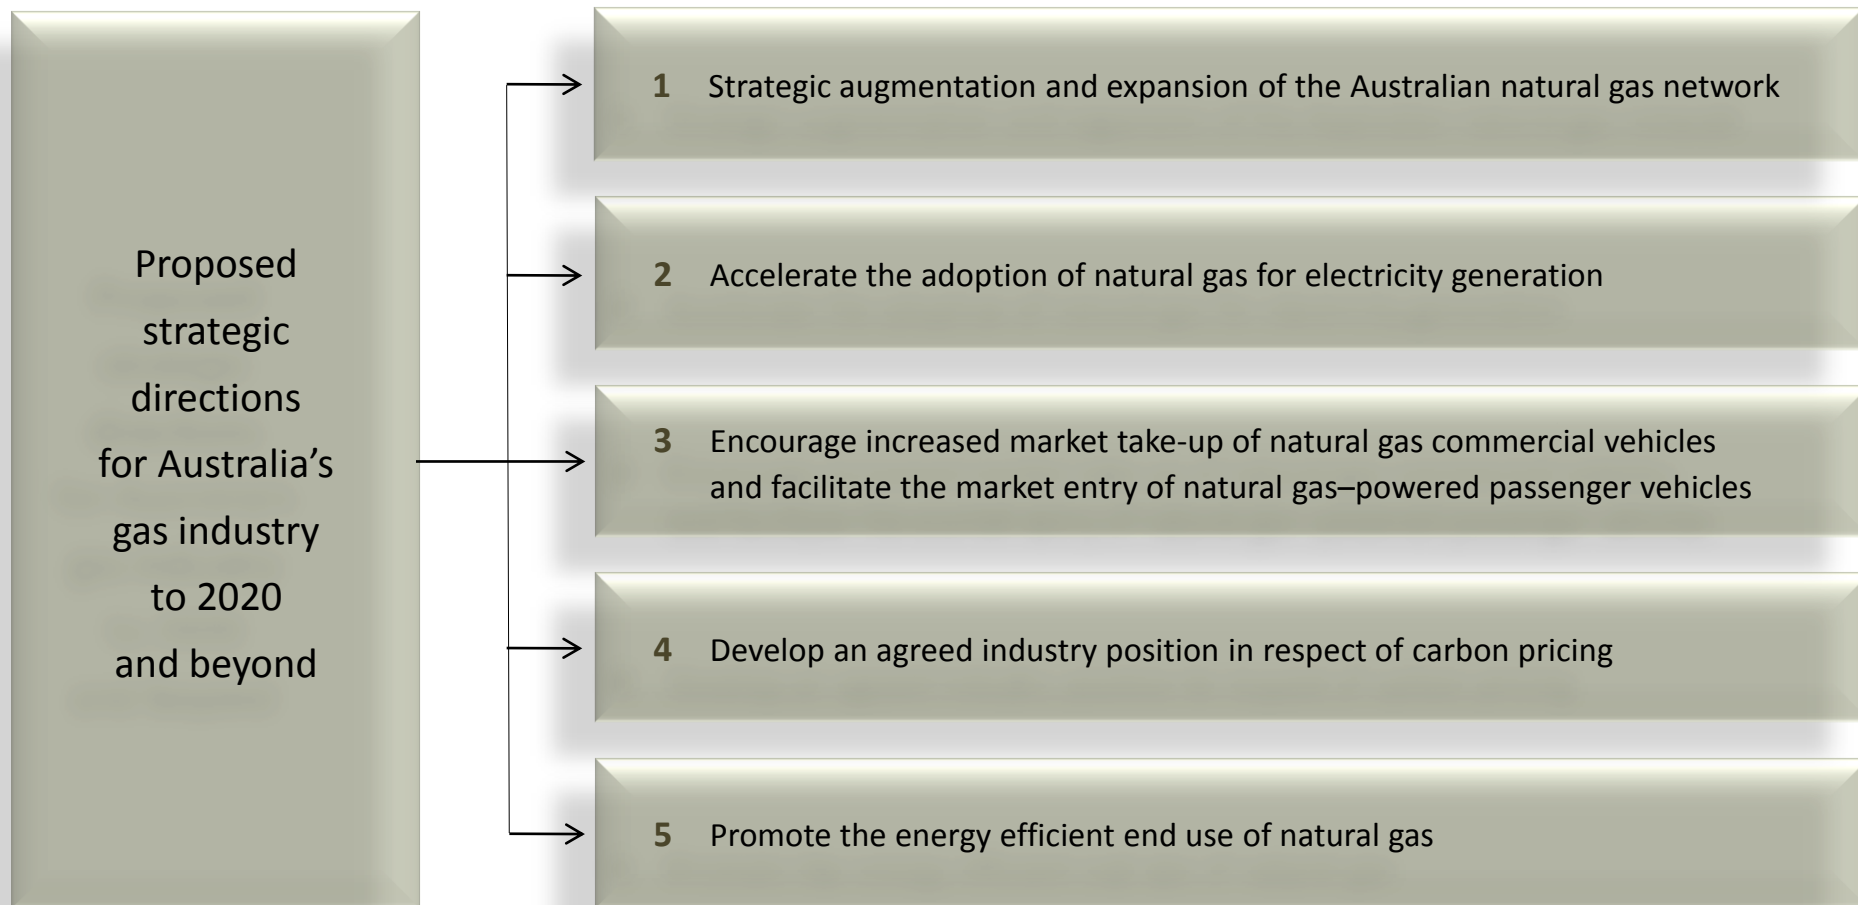 Proposed
strategic
directions
for Australia’s
gas industry
to 2020
and beyond
1 Strategic augmentation and expansion of the Australian natural gas network
2 Accelerate the adoption of natural gas for electricity generation
3 Encourage increased market take-up of natural gas commercial vehicles
and facilitate the market entry of natural gas–powered passenger vehicles
4 Develop an agreed industry position in respect of carbon pricing
5 Promote the energy efficient end use of natural gas